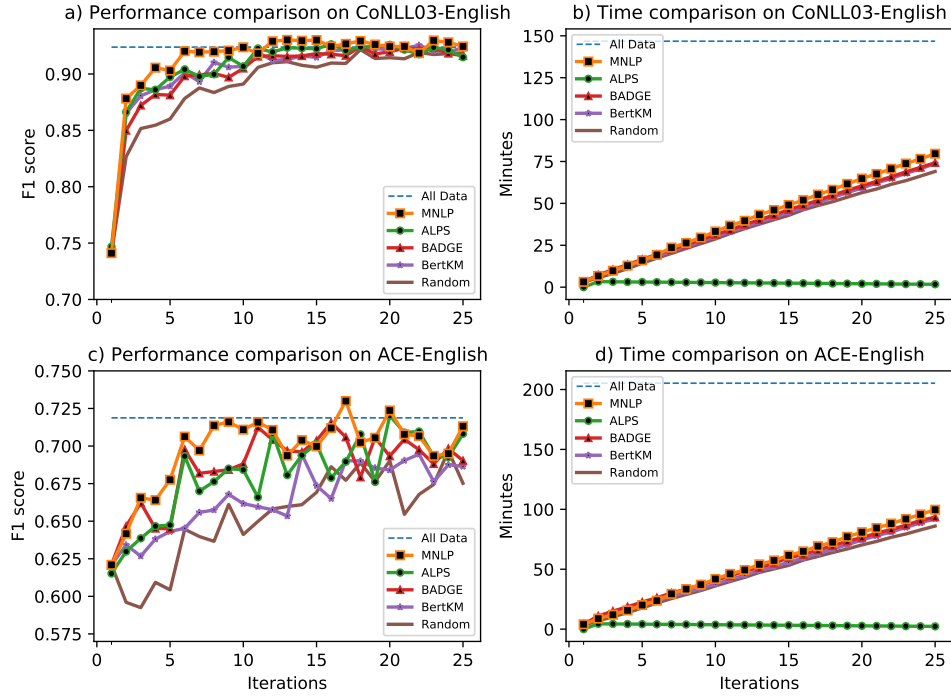 a) Performance comparison on CoNLL03-English
F1 score
0.90
0.85
0.80
0.75
0.70
0 5 10 15 20 25
All Data
MNLP
ALPS
BADGE
BertKM
Random
b) Time comparison on CoNLL03-English
Minutes
150
125
100
75
50
25
0
0 5 10 15 20 25
All Data
MNLP
ALPS
BADGE
BertKM
Random
c) Performance comparison on ACE-English
F1 score
0.750
0.725
0.700
0.675
0.650
0.625
0.600
0.575
0 5 10 15 20 25
Iterations
All Data
MNLP
ALPS
BADGE
BertKM
Random
d) Time comparison on ACE-English
Minutes
200
150
100
50
0
0 5 10 15 20 25
Iterations
All Data
MNLP
ALPS
BADGE
BertKM
Random